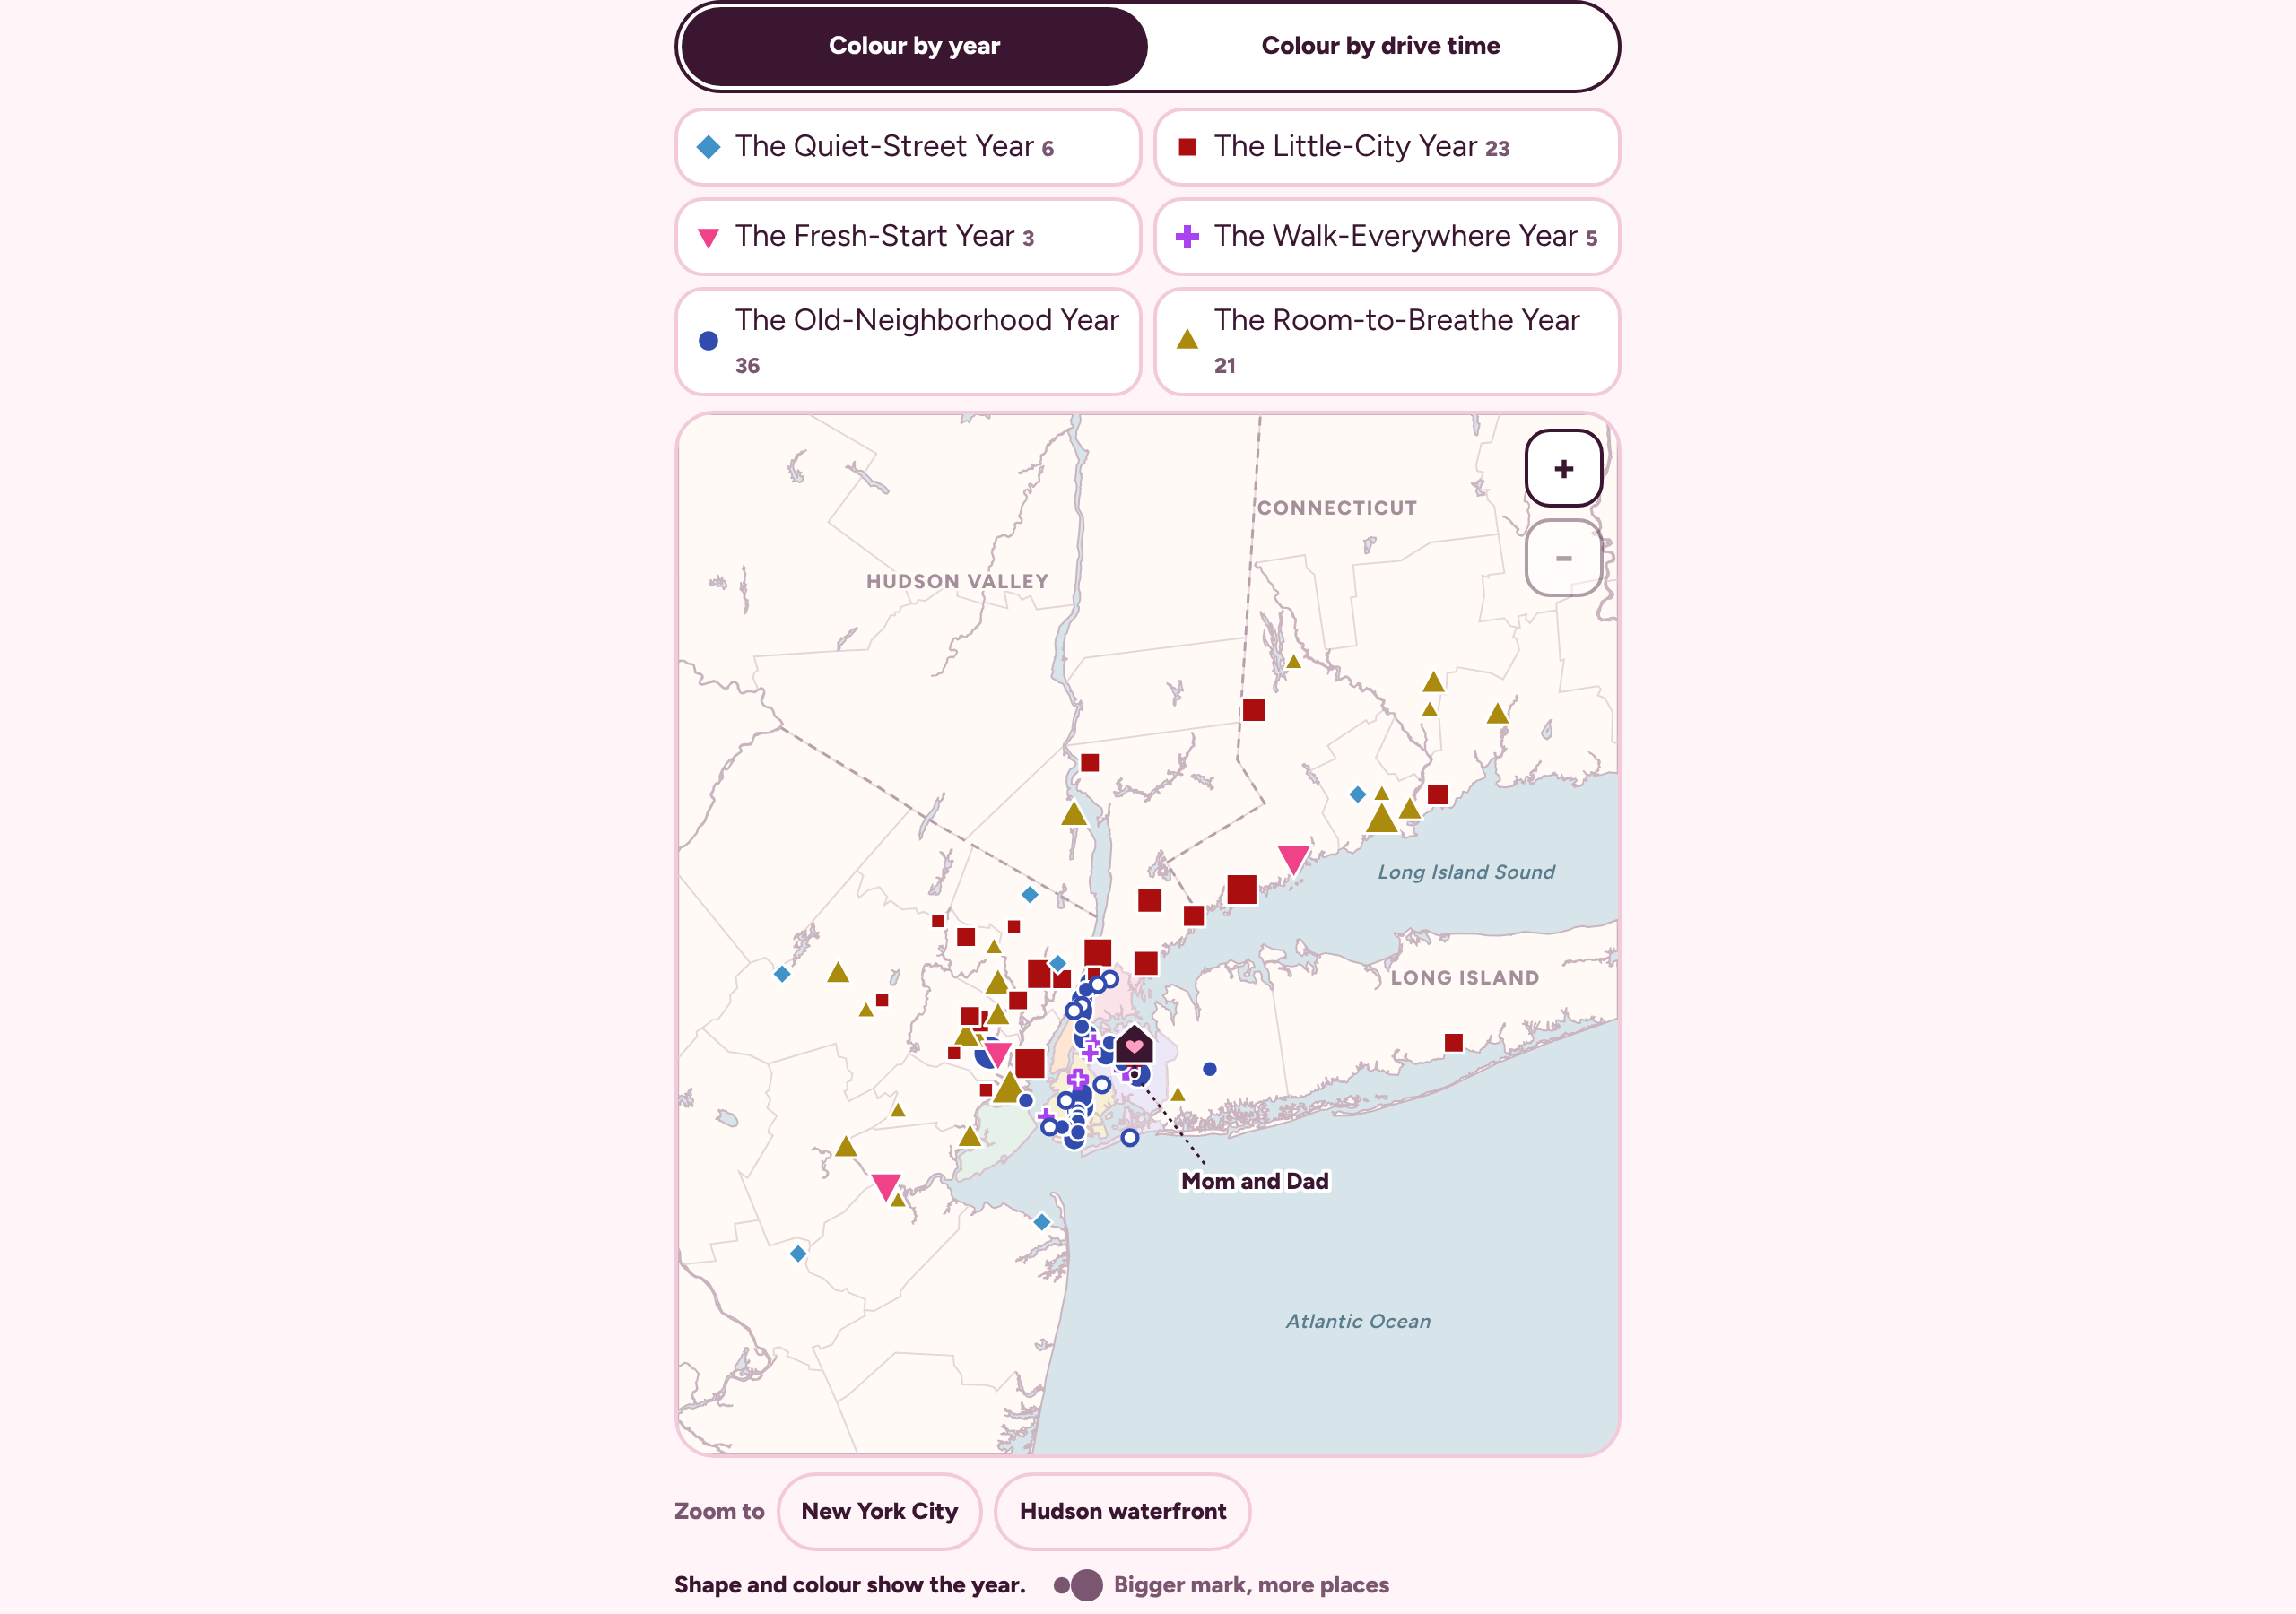 Colour by year
Colour by drive time
The Quiet-Street Year 6
The Little-City Year 23
The Fresh-Start Year 3
The Walk-Everywhere Year 5
The Old-Neighborhood Year
36
The Room-to-Breathe Year
21
+
CONNECTICUT
−
HUDSON VALLEY
Long Island Sound
LONG ISLAND
Mom and Dad
Atlantic Ocean
Zoom to
New York City
Hudson waterfront
Shape and colour show the year.
Bigger mark, more places